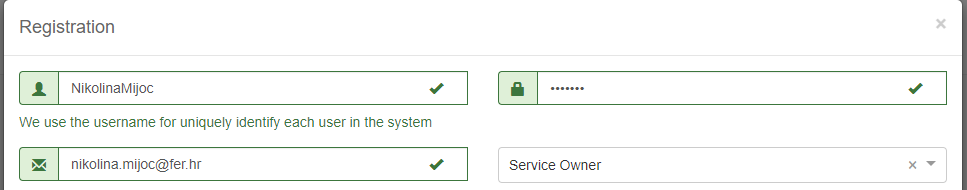 Registration
NikolinaMijoc
•••••••
We use the username for uniquely identify each user in the system
nikolina.mijoc@fer.hr
Service Owner